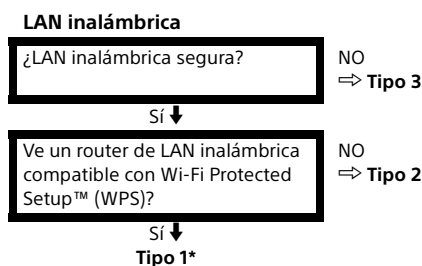 LAN inalámbrica
¿LAN inalámbrica segura?
NO
⇨ Tipo 3
Sí ⬇
Ve un router de LAN inalámbrica
compatible con Wi-Fi Protected
Setup™ (WPS)?
NO
⇨ Tipo 2
Sí ⬇
Tipo 1*